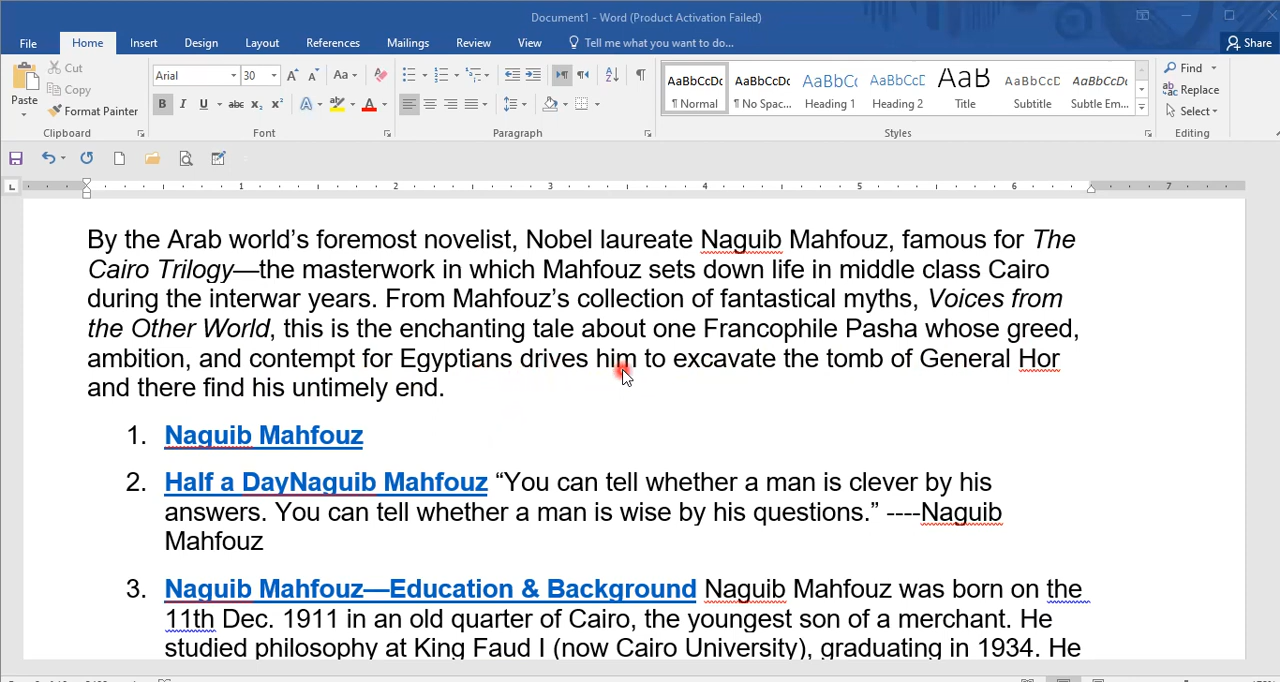 Document1 - Word (Product Activation Failed)
File Home Insert Design Layout References Mailings Review View Tell me what you want to do... Share
Paste Cut Copy Format Painter
Arial 30 Aa
AaBbCcDc AaBbCcDc AaBbCc AaBbCcC AaB AaBbCcC AaBbCcDc
¶ Normal ¶ No Spac... Heading 1 Heading 2 Title Subtitle Subtle Em...
Find Replace Select
Clipboard Font Paragraph Styles Editing
1 2 3 4 5 6 7
By the Arab world’s foremost novelist, Nobel laureate Naguib Mahfouz, famous for The
Cairo Trilogy—the masterwork in which Mahfouz sets down life in middle class Cairo
during the interwar years. From Mahfouz’s collection of fantastical myths, Voices from
the Other World, this is the enchanting tale about one Francophile Pasha whose greed,
ambition, and contempt for Egyptians drives him to excavate the tomb of General Hor
and there find his untimely end.
1. Naguib Mahfouz
2. Half a DayNaguib Mahfouz “You can tell whether a man is clever by his
answers. You can tell whether a man is wise by his questions.” ----Naguib
Mahfouz
3. Naguib Mahfouz—Education & Background Naguib Mahfouz was born on the
11th Dec. 1911 in an old quarter of Cairo, the youngest son of a merchant. He
studied philosophy at King Faud I (now Cairo University), graduating in 1934. He